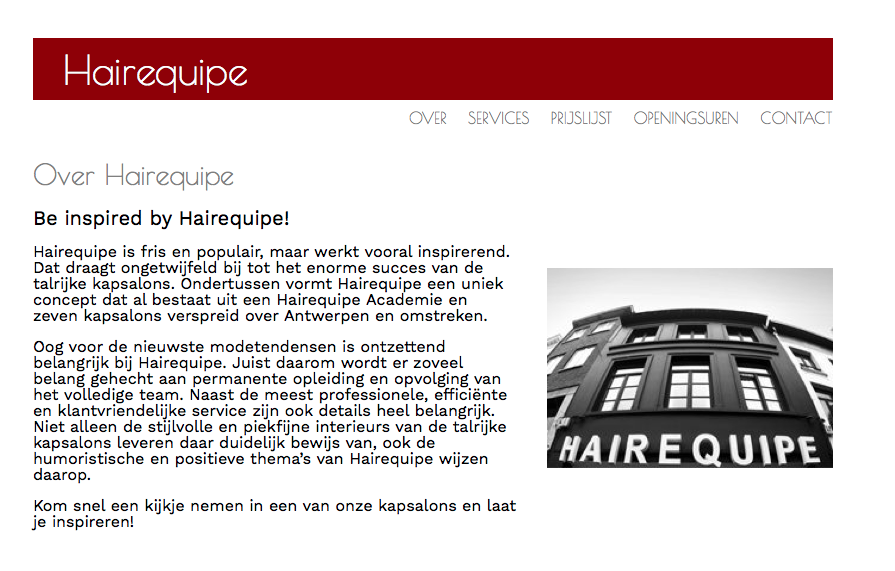 Hairequipe
OVER SERVICES PRIJSLIJST OPENINGSUREN CONTACT
Over Hairequipe
Be inspired by Hairequipe!
Hairequipe is fris en populair, maar werkt vooral inspirerend.
Dat draagt ongetwijfeld bij tot het enorme succes van de
talrijke kapsalons. Ondertussen vormt Hairequipe een uniek
concept dat al bestaat uit een Hairequipe Academie en
zeven kapsalons verspreid over Antwerpen en omstreken.
Oog voor de nieuwste modetendensen is ontzettend
belangrijk bij Hairequipe. Juist daarom wordt er zoveel
belang gehecht aan permanente opleiding en opvolging van
het volledige team. Naast de meest professionele, efficiënte
en klantvriendelijke service zijn ook details heel belangrijk.
Niet alleen de stijlvolle en piekfijne interieurs van de talrijke
kapsalons leveren daar duidelijk bewijs van, ook de
humoristische en positieve thema’s van Hairequipe wijzen
daarop.
Kom snel een kijkje nemen in een van onze kapsalons en laat
je inspireren!
HAIREQUIPE